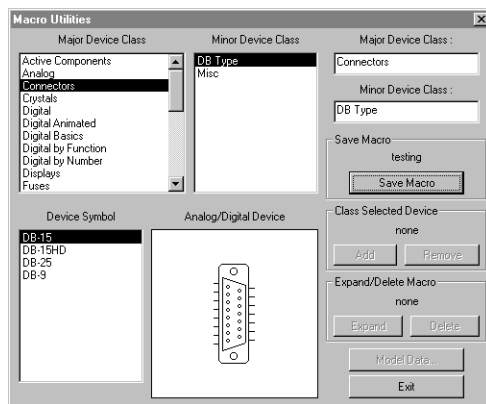 Macro Utilities
Major Device Class
Active Components
Analog
Connectors
Crystals
Digital
Digital Animated
Digital Basics
Digital by Function
Digital by Number
Displays
Fuses
Minor Device Class
DB Type
Misc
Major Device Class :
Connectors
Minor Device Class :
DB Type
Save Macro
testing
Save Macro
Device Symbol
DB-15
DB-15HD
DB-25
DB-9
Analog/Digital Device
Class Selected Device
none
Add
Remove
Expand/Delete Macro
none
Expand
Delete
Model Data...
Exit